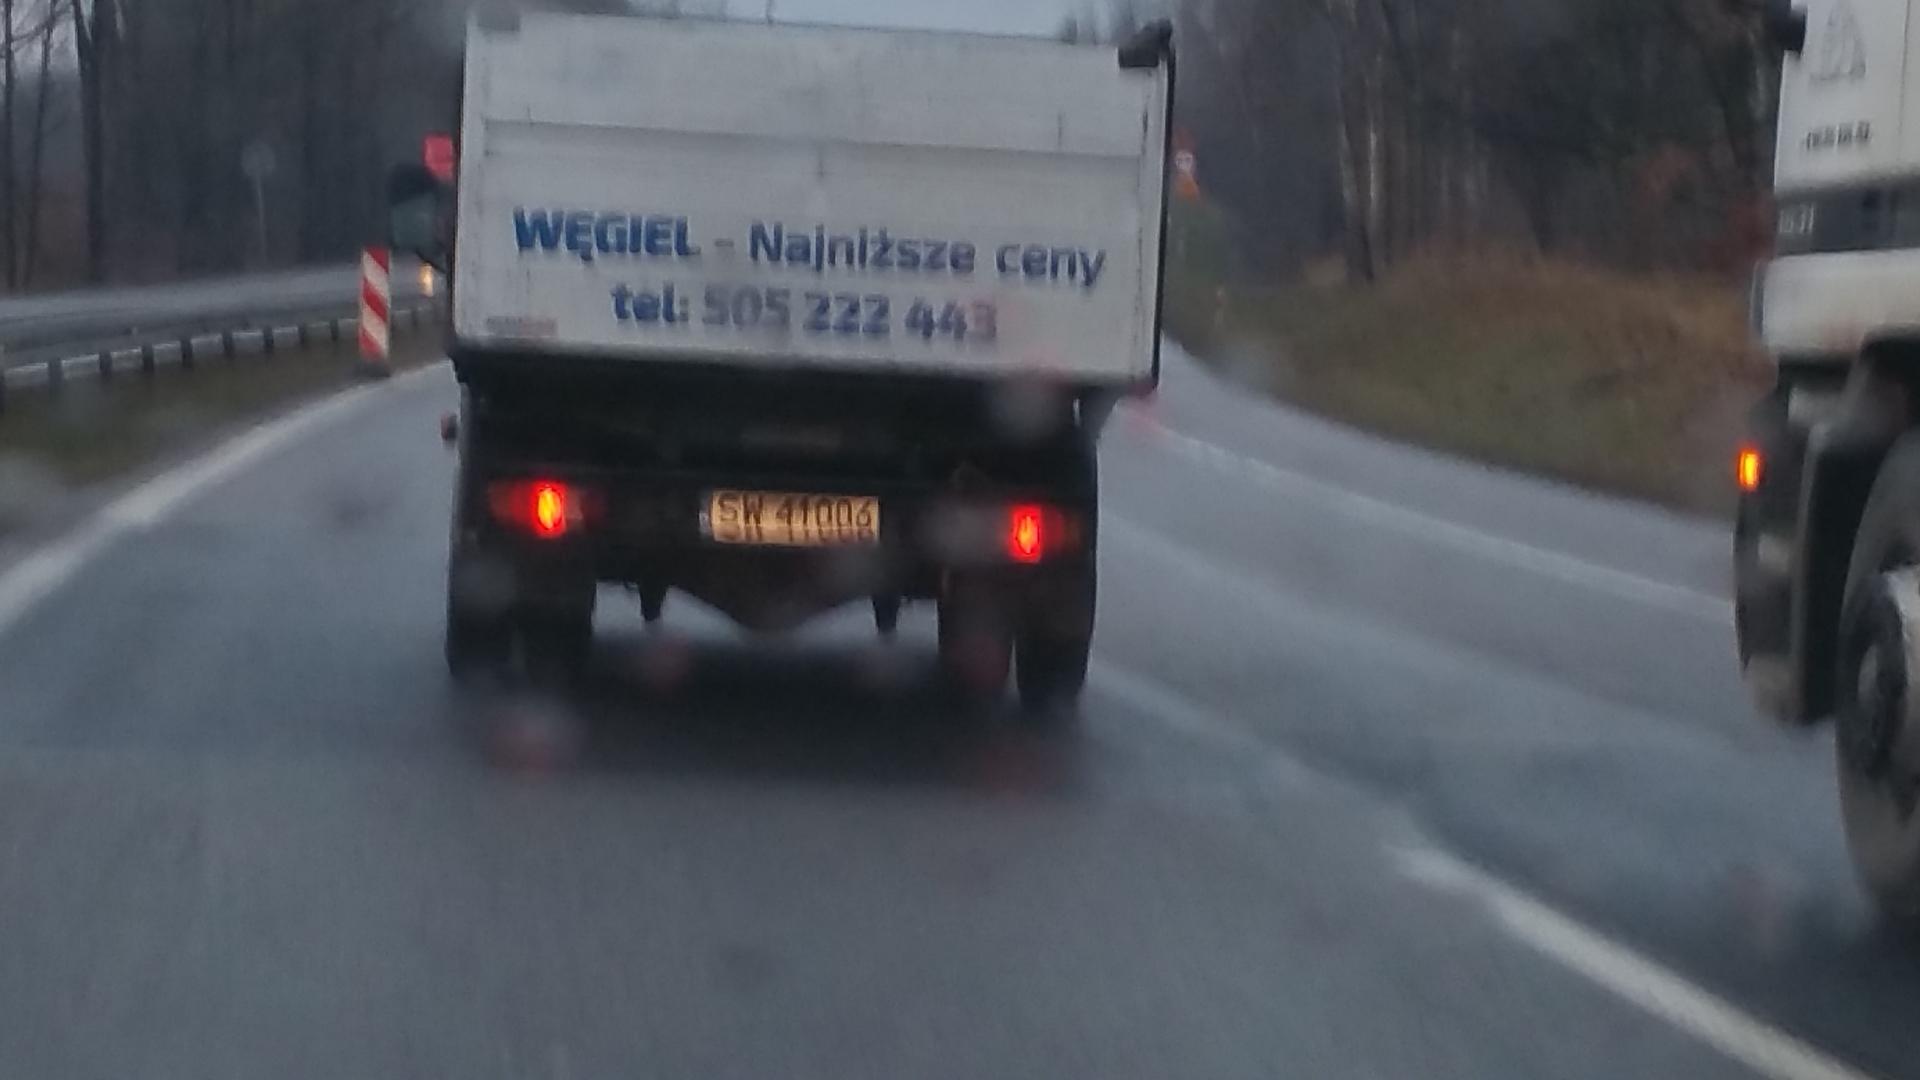 WĘGIEL - Najniższe ceny
tel: 505 222 443
SW 41006